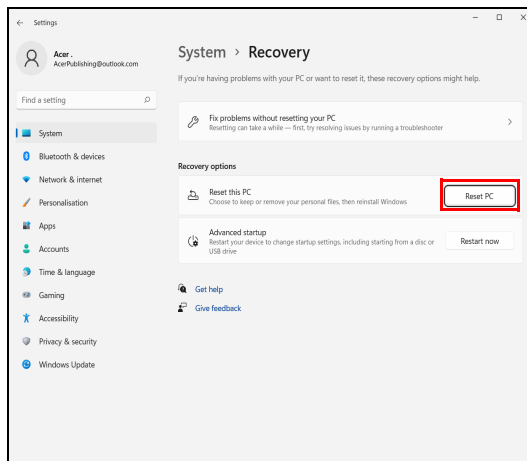 Settings
Acer .
AcerPublishing@outlook.com
Find a setting
System
Bluetooth & devices
Network & internet
Personalisation
Apps
Accounts
Time & language
Gaming
Accessibility
Privacy & security
Windows Update
System > Recovery
If you're having problems with your PC or want to reset it, these recovery options might help.
Fix problems without resetting your PC
Resetting can take a while — first, try resolving issues by running a troubleshooter
Recovery options
Reset this PC
Choose to keep or remove your personal files, then reinstall Windows
Reset PC
Advanced startup
Restart your device to change startup settings, including starting from a disc or
USB drive
Restart now
Get help
Give feedback